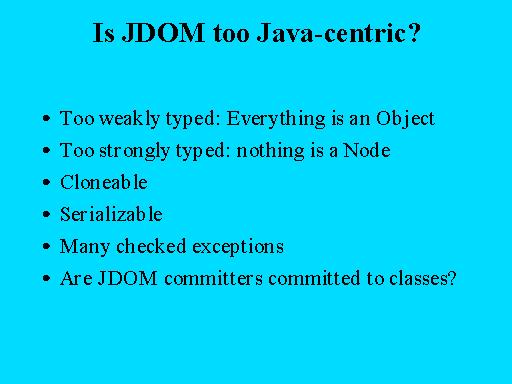 Is JDOM too Java-centric?
• Too weakly typed: Everything is an Object
• Too strongly typed: nothing is a Node
• Cloneable
• Serializable
• Many checked exceptions
• Are JDOM committers committed to classes?